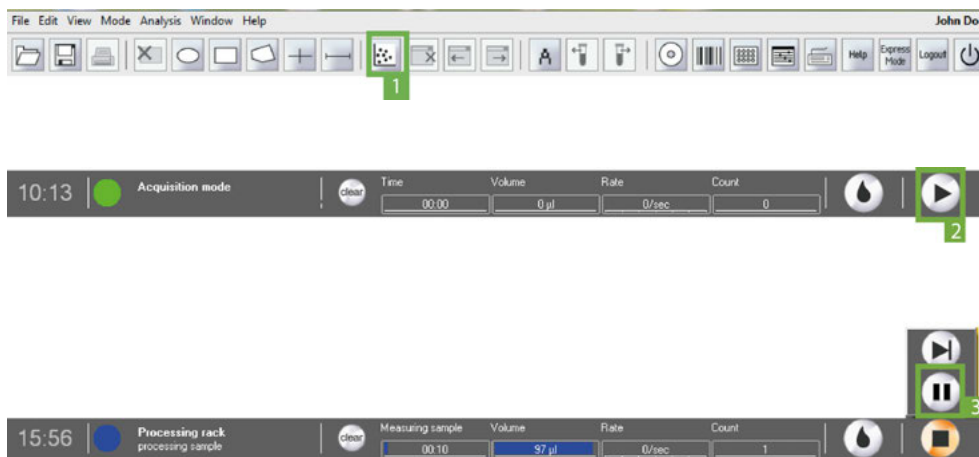 File Edit View Mode Analysis Window Help John Do
A Help Express Mode Logout
1
10:13 Acquisition mode clear Time Volume Rate Count
00:00 0 µl 0/sec 0
2
3
15:56 Processing rack clear Measuring sample Volume Rate Count
processing sample 00:10 97 µl 0/sec 1